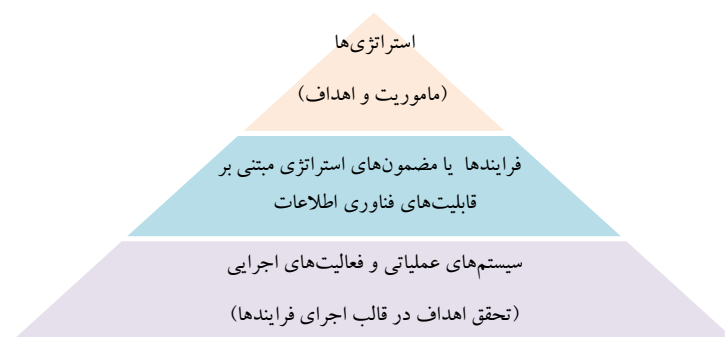 استراتژی‌ها
(ماموریت و اهداف)
فرایندها یا مضمون‌های استراتژی مبتنی بر
قابلیت‌های فناوری اطلاعات
سیستم‌های عملیاتی و فعالیت‌های اجرایی
(تحقق اهداف در قالب اجرای فرایندها)